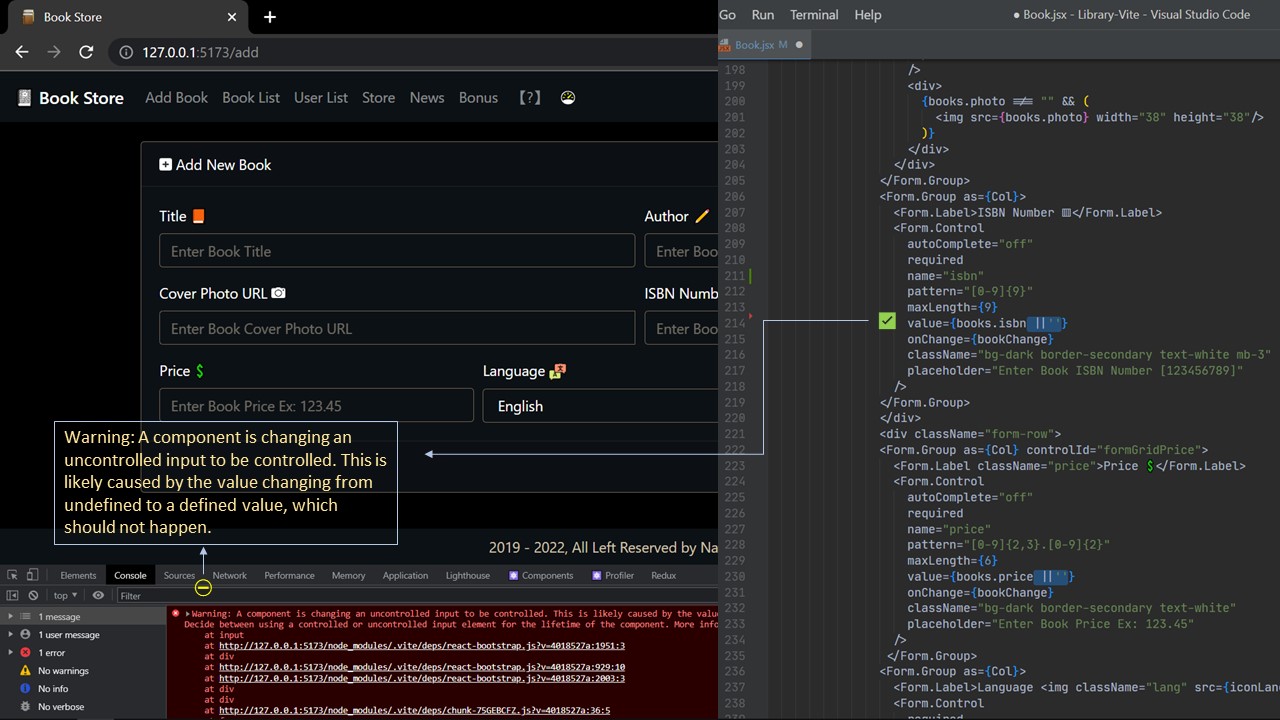 Book Store
Go Run Terminal Help
● Book.jsx - Library-Vite - Visual Studio Code
127.0.0.1:5173/add
Book.jsx M ●
Book Store Add Book Book List User List Store News Bonus 【?】
Add New Book
Title
Author
Enter Book Title
Enter Boo
Cover Photo URL
ISBN Numb
Enter Book Cover Photo URL
Enter Boo
Price $
Language
Enter Book Price Ex: 123.45
English
Warning: A component is changing an
uncontrolled input to be controlled. This is
likely caused by the value changing from
undefined to a defined value, which
should not happen.
2019 - 2022, All Left Reserved by Na
Elements Console Sources Network Performance Memory Application Lighthouse Components Profiler Redux
top Filter
1 message
1 user message
1 error
No warnings
No info
No verbose
Warning: A component is changing an uncontrolled input to be controlled. This is likely caused by the valu
Decide between using a controlled or uncontrolled input element for the lifetime of the component. More info
at input
at http://127.0.0.1:5173/node_modules/.vite/deps/react-bootstrap.js?v=4018527a:1951:3
at div
at http://127.0.0.1:5173/node_modules/.vite/deps/react-bootstrap.js?v=4018527a:929:10
at http://127.0.0.1:5173/node_modules/.vite/deps/react-bootstrap.js?v=4018527a:2003:3
at div
at div
at http://127.0.0.1:5173/node_modules/.vite/deps/chunk-75GEBCFZ.js?v=4018527a:36:5
198 />
199 <div>
200 {books.photo !== "" && (
201 <img src={books.photo} width="38" height="38"/>
202 )}
203 </div>
204 </div>
205 </Form.Group>
206 <Form.Group as={Col}>
207 <Form.Label>ISBN Number </Form.Label>
208 <Form.Control
209 autoComplete="off"
210 required
211 name="isbn"
212 pattern="[0-9]{9}"
213 maxLength={9}
214 value={books.isbn || ''}
215 onChange={bookChange}
216 className="bg-dark border-secondary text-white mb-3"
217 placeholder="Enter Book ISBN Number [123456789]"
218 />
219 </Form.Group>
220 </div>
221 <div className="form-row">
222 <Form.Group as={Col} controlId="formGridPrice">
223 <Form.Label className="price">Price $</Form.Label>
224 <Form.Control
225 autoComplete="off"
226 required
227 name="price"
228 pattern="[0-9]{2,3}.[0-9]{2}"
229 maxLength={6}
230 value={books.price || ''}
231 onChange={bookChange}
232 className="bg-dark border-secondary text-white"
233 placeholder="Enter Book Price Ex: 123.45"
234 />
235 </Form.Group>
236 <Form.Group as={Col}>
237 <Form.Label>Language <img className="lang" src={iconLan
238 <Form.Control
239 required